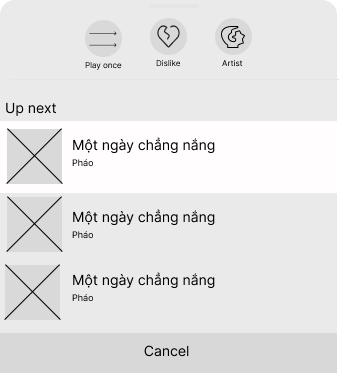 Play once
Dislike
Artist
Up next
Một ngày chẳng nắng
Pháo
Một ngày chẳng nắng
Pháo
Một ngày chẳng nắng
Pháo
Cancel